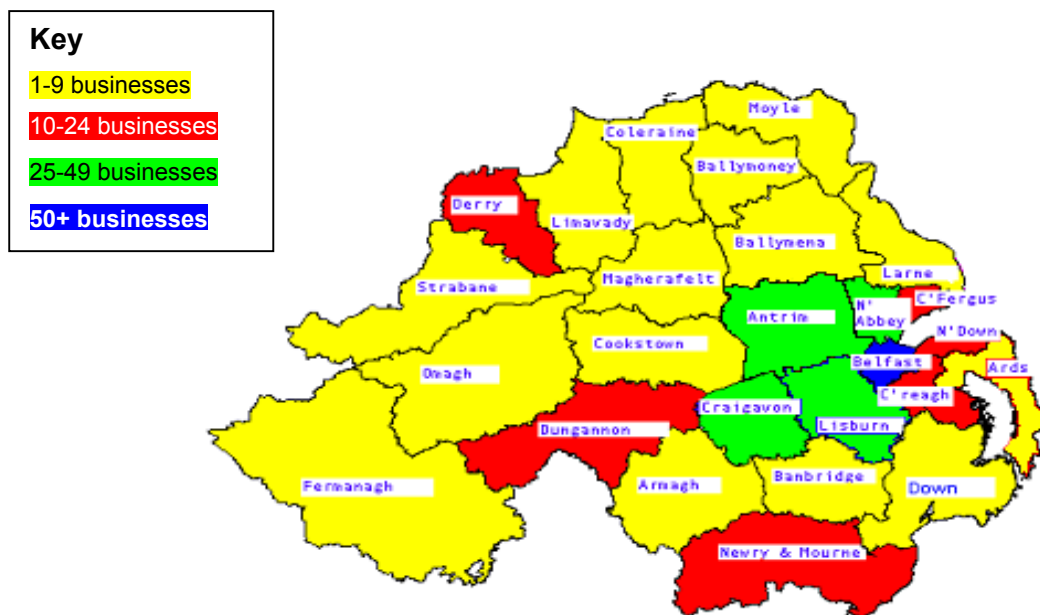 Key
1-9 businesses
10-24 businesses
25-49 businesses
50+ businesses
Moyle
Coleraine
Ballymoney
Derry
Limavady
Ballymena
Larne
Magherafelt
Strabane
C'Fergus
N'
Abbey
Antrim
N'Down
Cookstown
Belfast
Omagh
Ards
C'reagh
Craigavon
Lisburn
Dungannon
Fermanagh
Armagh
Banbridge
Down
Newry & Mourne